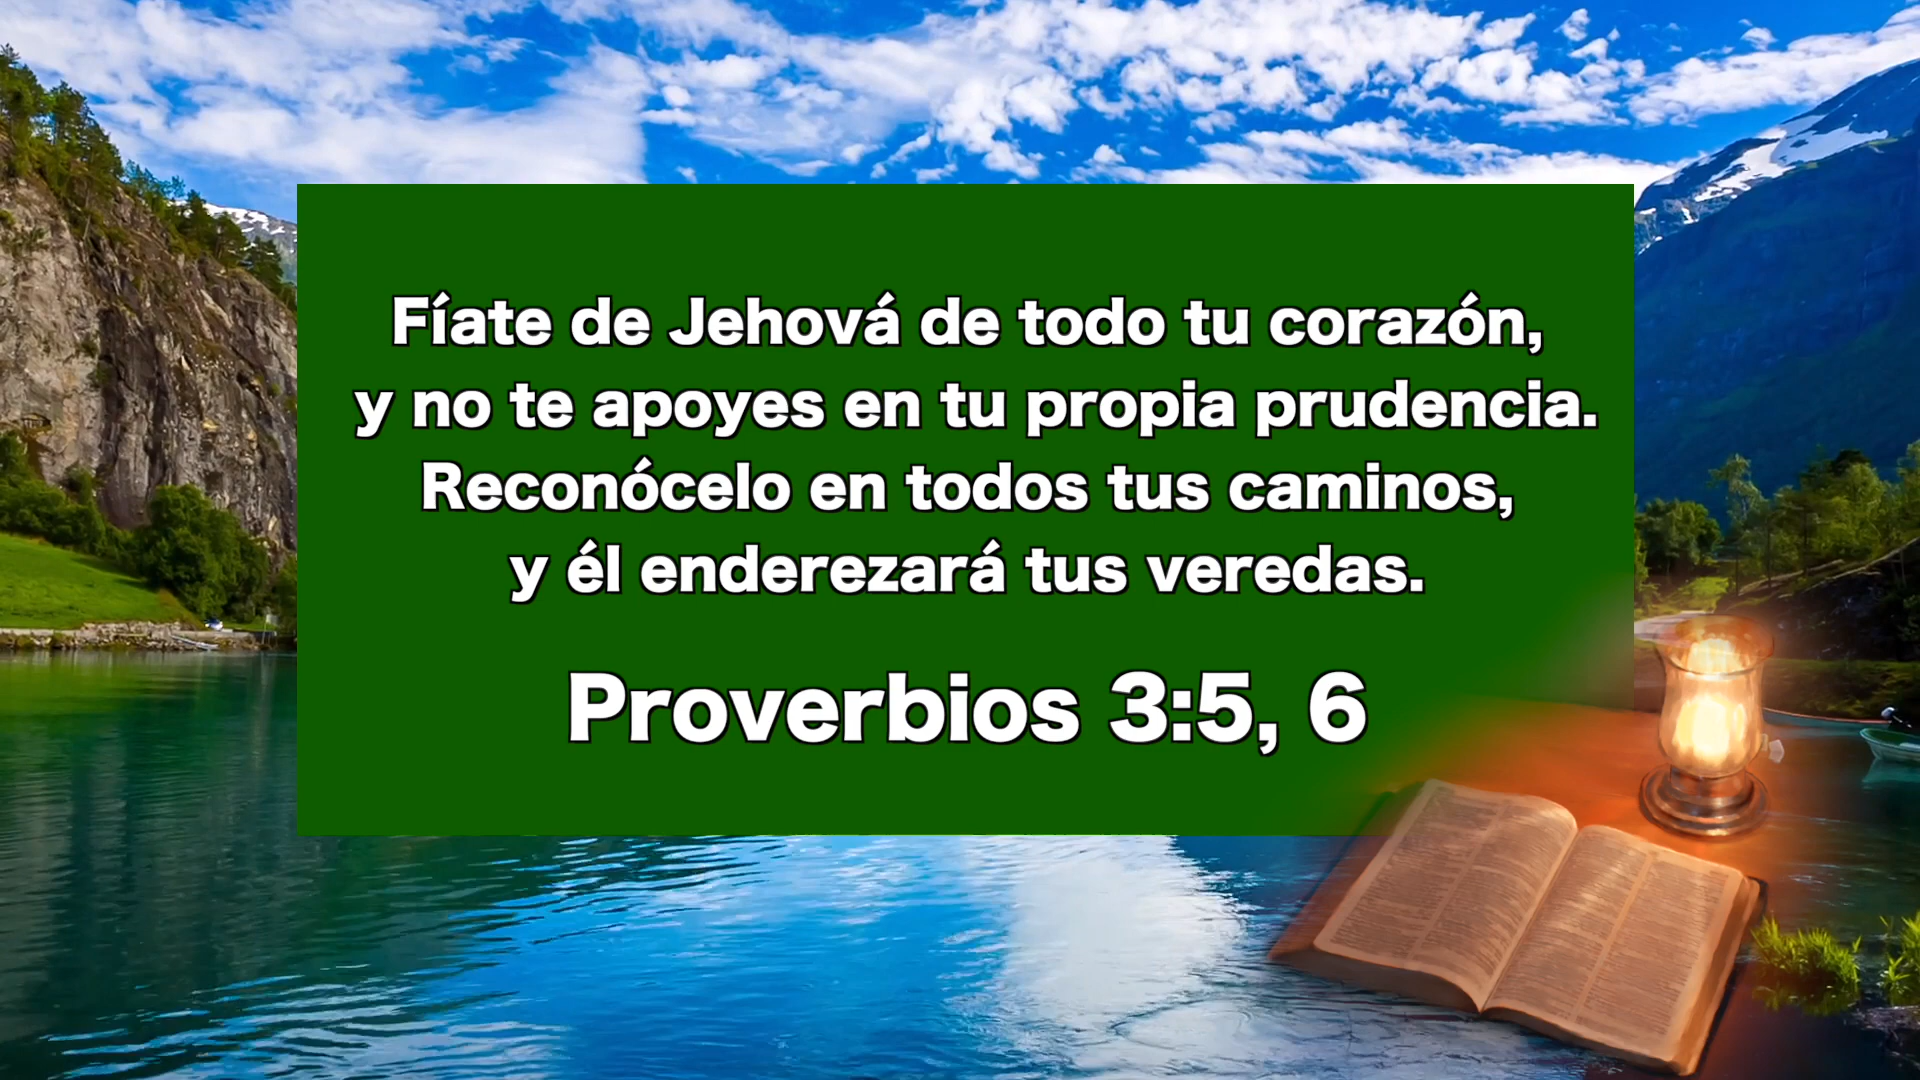 Fíate de Jehová de todo tu corazón,
y no te apoyes en tu propia prudencia.
Reconócelo en todos tus caminos,
y él enderezará tus veredas.
Proverbios 3:5, 6